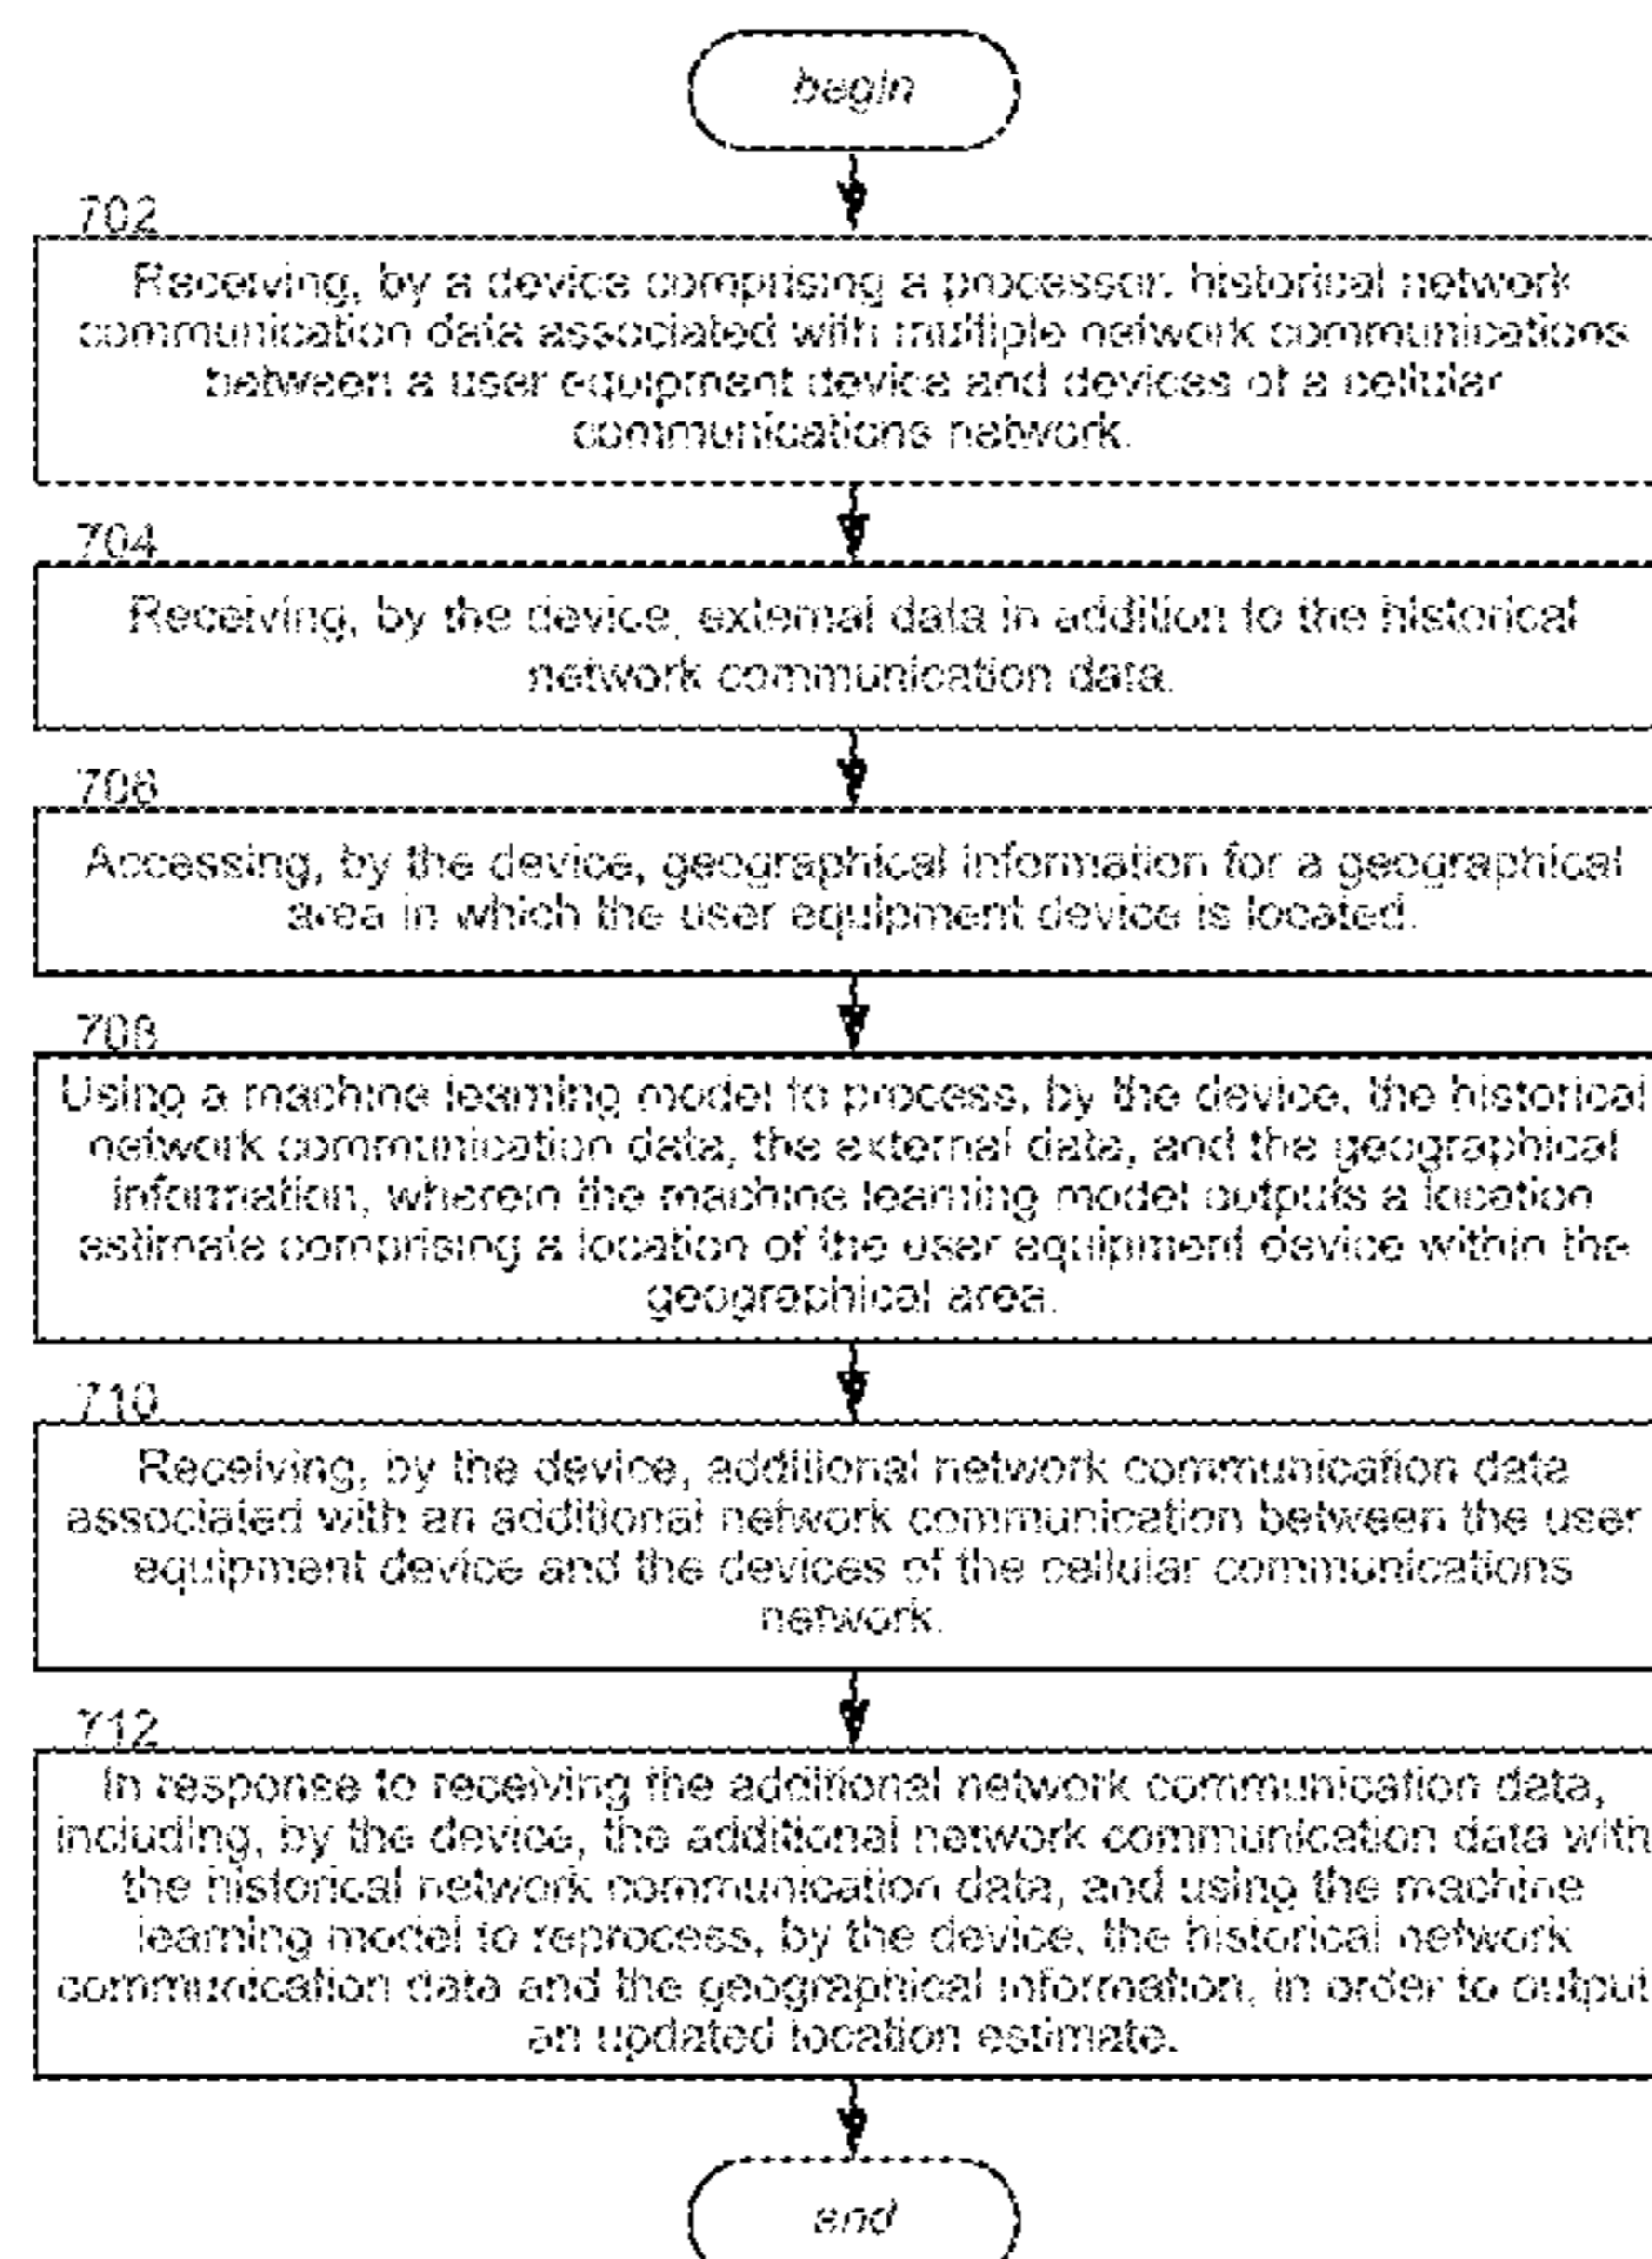 begin
702
Receiving, by a device comprising a processor, historical network
communication data associated with multiple network communications
between a user equipment device and devices of a cellular
communications network.
704
Receiving, by the device, external data in addition to the historical
network communication data.
706
Accessing, by the device, geographical information for a geographical
area in which the user equipment device is located.
708
Using a machine learning model to process, by the device, the historical
network communication data, the external data, and the geographical
information, wherein the machine learning model outputs a location
estimate comprising a location of the user equipment device within the
geographical area.
710
Receiving, by the device, additional network communication data
associated with an additional network communication between the user
equipment device and the devices of the cellular communications
network.
712
In response to receiving the additional network communication data,
including, by the device, the additional network communication data with
the historical network communication data, and using the machine
learning model to reprocess, by the device, the historical network
communication data and the geographical information, in order to output
an updated location estimate.
end